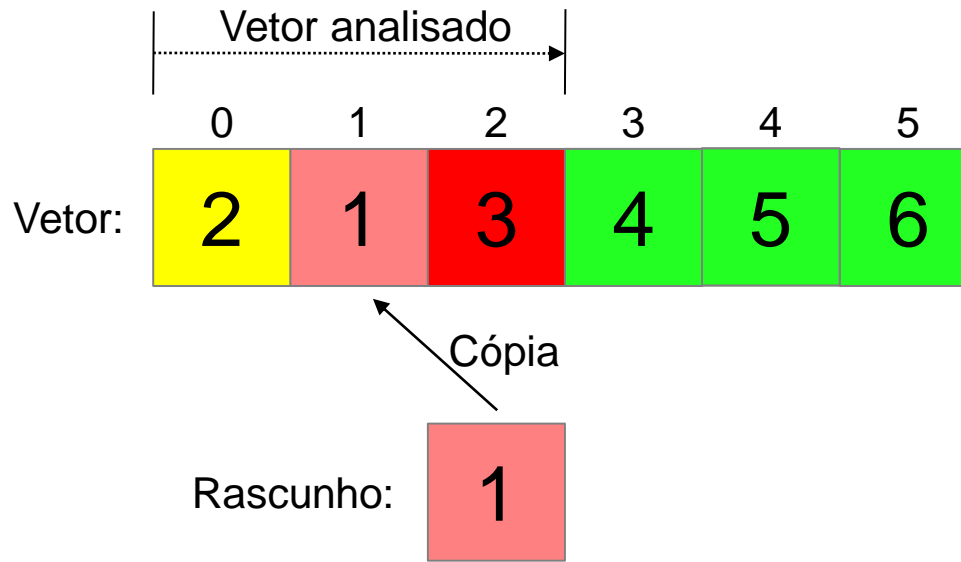 Vetor analisado
0 1 2 3 4 5
Vetor: 2 1 3 4 5 6
Cópia
Rascunho: 1